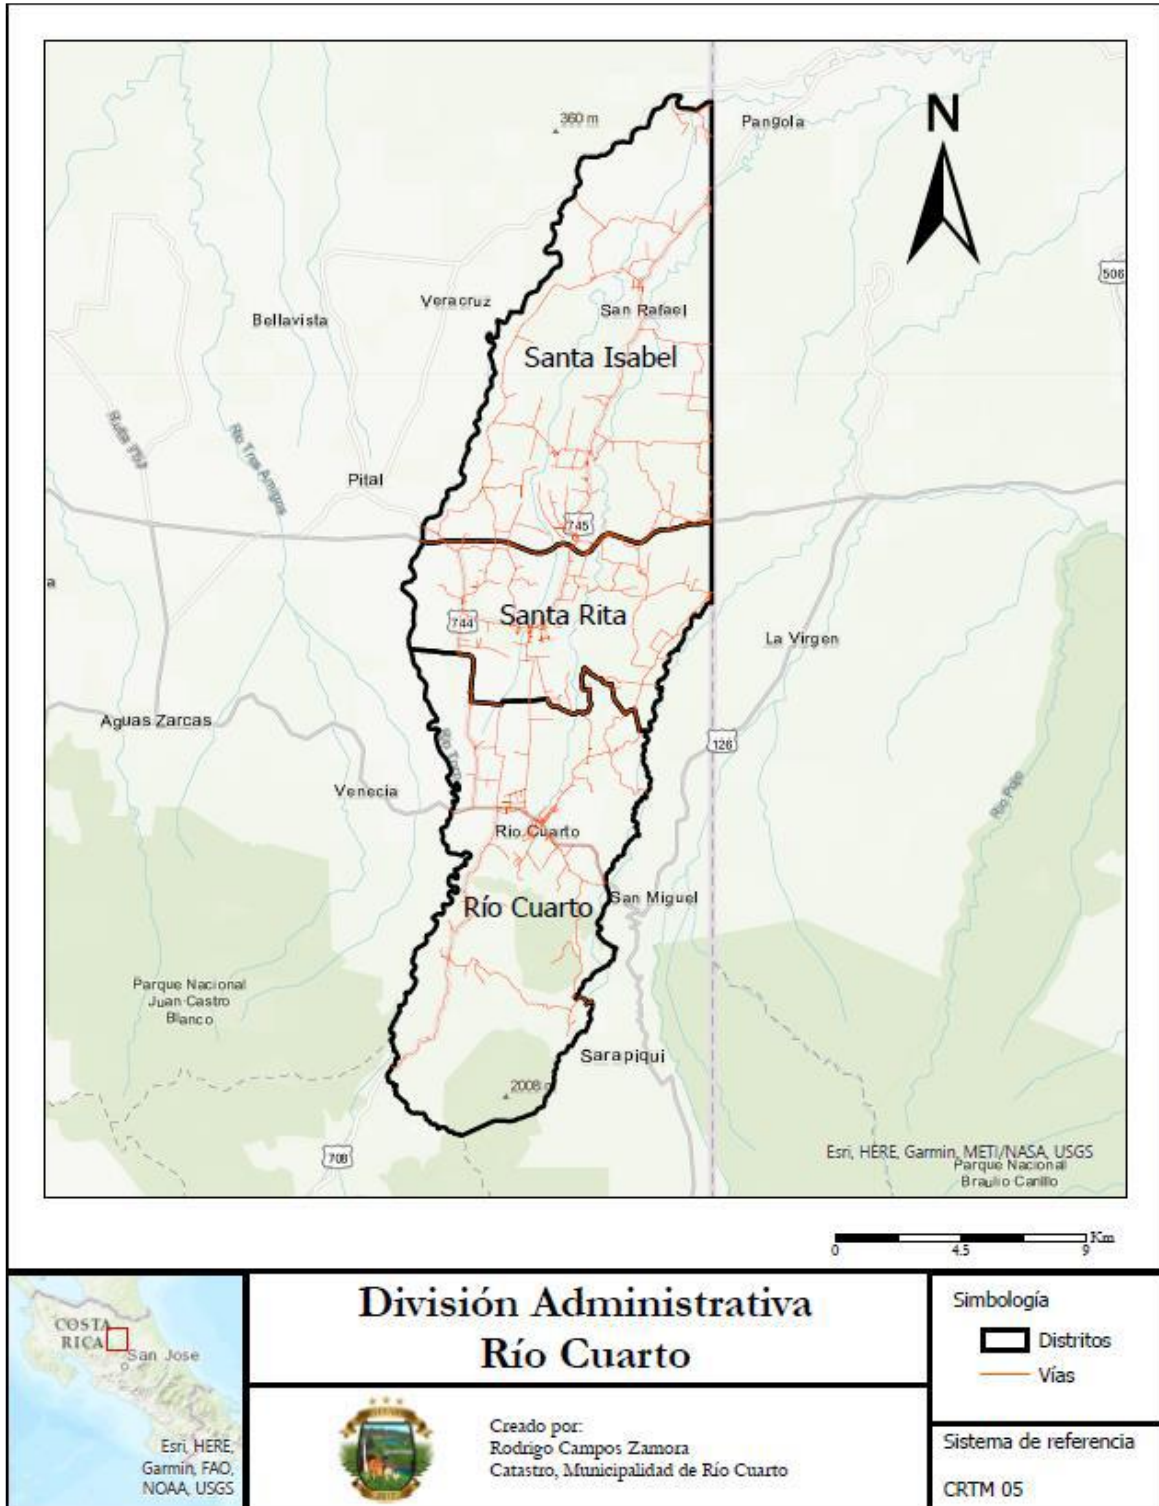 360 m
Pangola
N
506
Veracruz
Bellavista
San Rafael
Santa Isabel
Río Tres Amigos
Pital
745
a
744
Santa Rita
La Virgen
Aguas Zarcas
126
Venecia
Río Cuarto
Río Cuarto
San Miguel
Parque Nacional
Juan Castro
Blanco
Sarapiqui
2008
708
Esri, HERE, Garmin, METI/NASA, USGS
Parque Nacional
Braulio Carillo
Km
0 4.5 9
COSTA
RICA
San Jose
Esri, HERE,
Garmin, FAO,
NOAA, USGS
División Administrativa
Río Cuarto
Creado por:
Rodrigo Campos Zamora
Catastro, Municipalidad de Río Cuarto
Simbología
Distritos
Vías
Sistema de referencia
CRTM 05